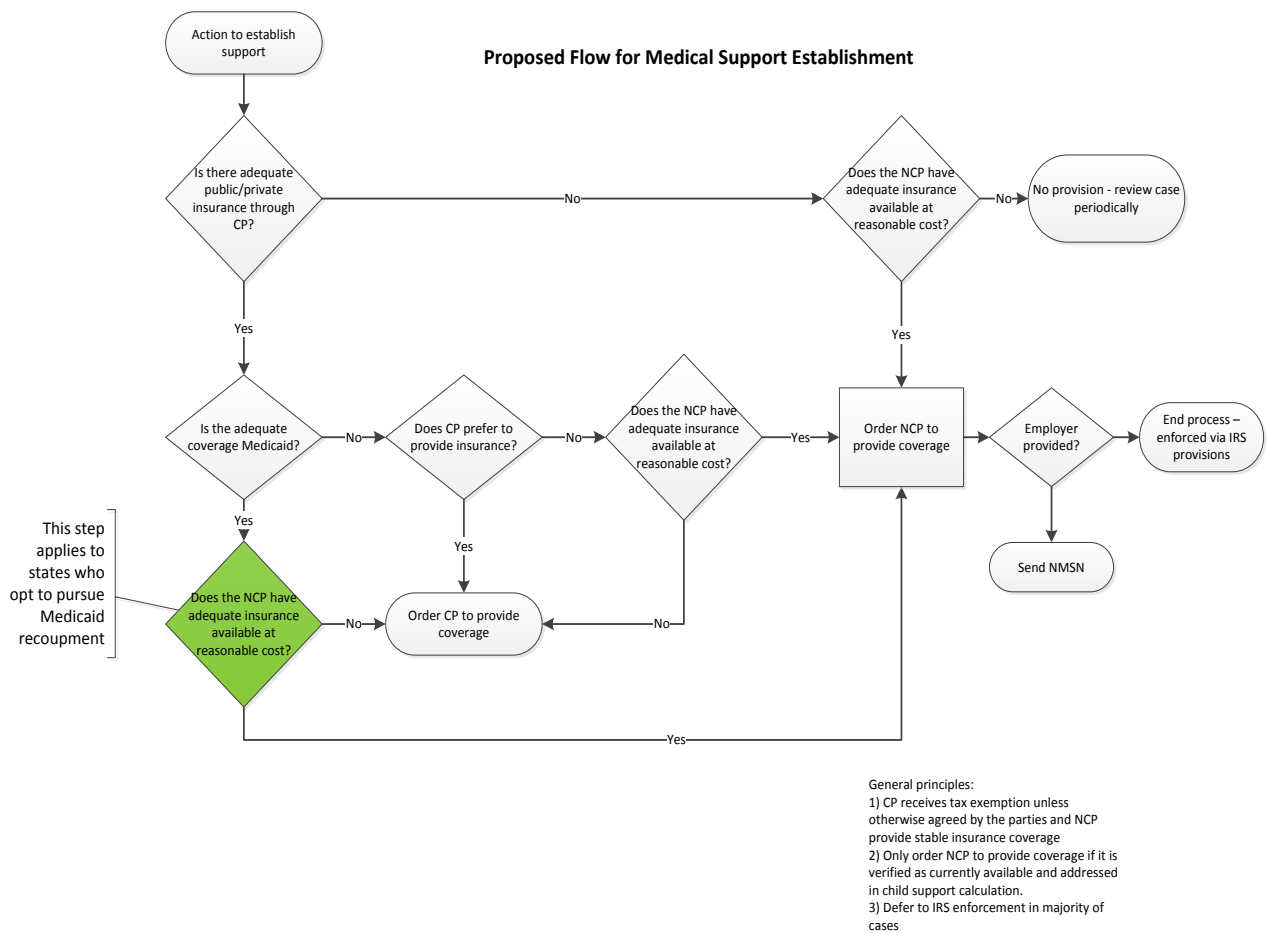 Action to establish
support
Proposed Flow for Medical Support Establishment
Is there adequate
public/private
insurance through
CP?
No
Does the NCP have
adequate insurance
available at
reasonable cost?
No
No provision - review case
periodically
Yes
Yes
Is the adequate
coverage Medicaid?
No
Does CP prefer to
provide insurance?
No
Does the NCP have
adequate insurance
available at
reasonable cost?
Yes
Order NCP to
provide coverage
Employer
provided?
End process –
enforced via IRS
provisions
Yes
Yes
No
Send NMSN
This step
applies to
states who
opt to pursue
Medicaid
recoupment
Does the NCP have
adequate insurance
available at
reasonable cost?
No
Order CP to provide
coverage
Yes
General principles:
1) CP receives tax exemption unless
otherwise agreed by the parties and NCP
provide stable insurance coverage
2) Only order NCP to provide coverage if it is
verified as currently available and addressed
in child support calculation.
3) Defer to IRS enforcement in majority of
cases